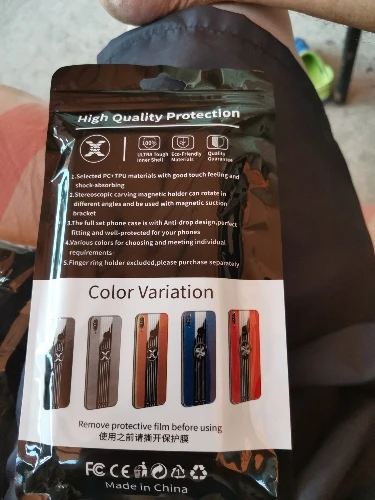 High Quality Protection
ULTRA Tough
Inner Shell
Eco-Friendly
Materials
Quality
Guarantee
1.Selected PC+TPU materials with good touch feeling and
shock-absorbing
2.Stereoscopic carving magnetic holder can rotate in
different angles and be used with magnetic suction
bracket
3.The full set phone case is with Anti-drop design,perfect
fitting and well-protected for your phones
4.Various colors for choosing and meeting individual
requirements
5.Finger ring holder excluded,please purchase separately
Color Variation
Remove protective film before using
使用之前请撕开保护膜
FC CE
Made in China